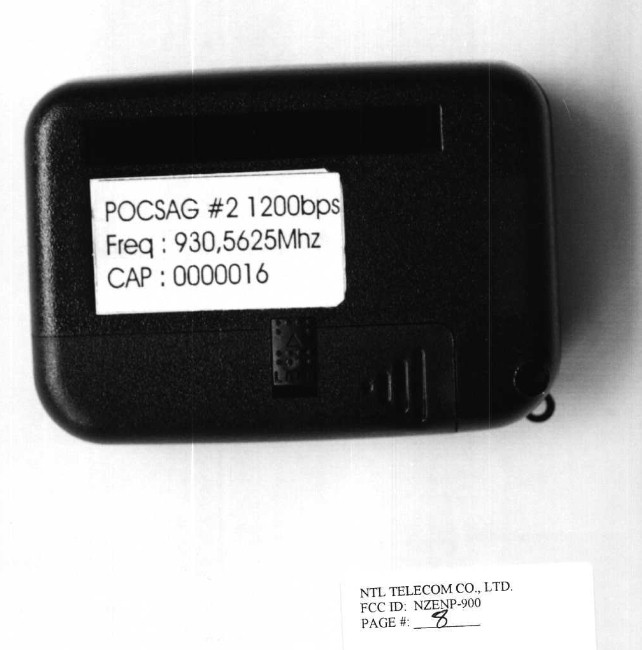 POCSAG #2 1200bps
Freq : 930,5625Mhz
CAP : 0000016
NTL TELECOM CO., LTD.
FCC ID: NZENP-900
PAGE #: 8